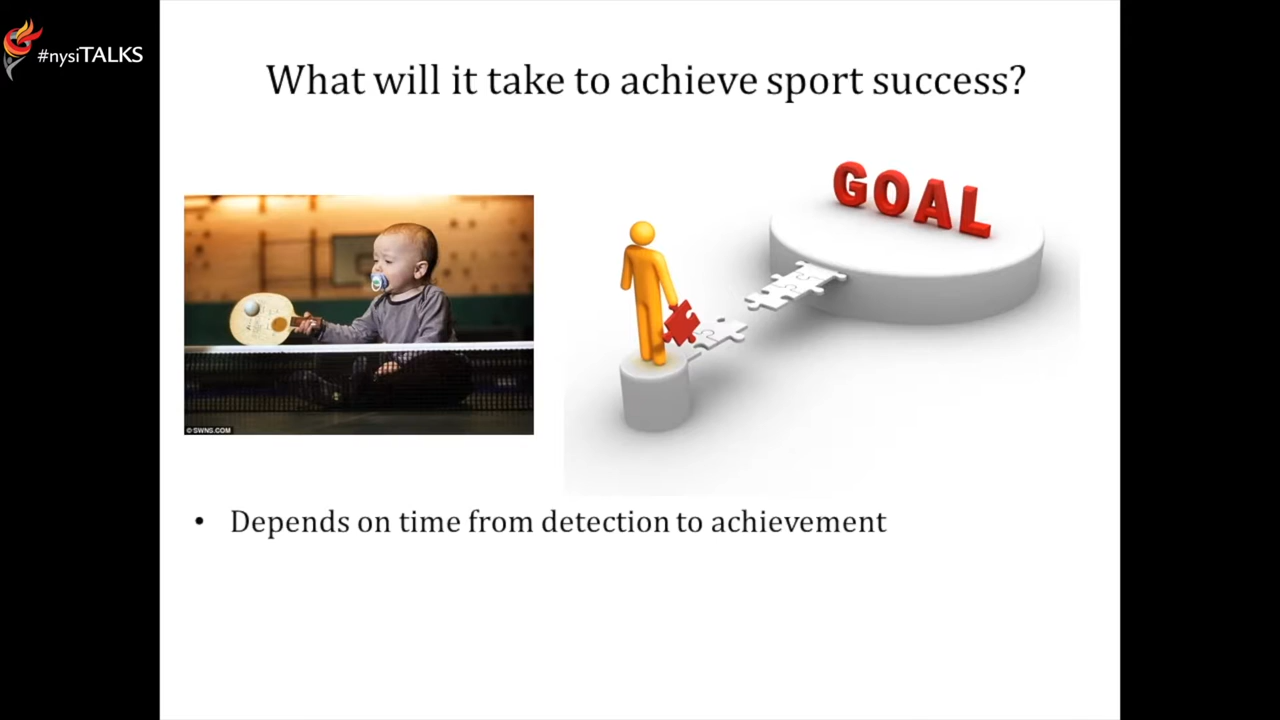 #nysiTALKS
What will it take to achieve sport success?
GOAL
© SWNS.COM
• Depends on time from detection to achievement